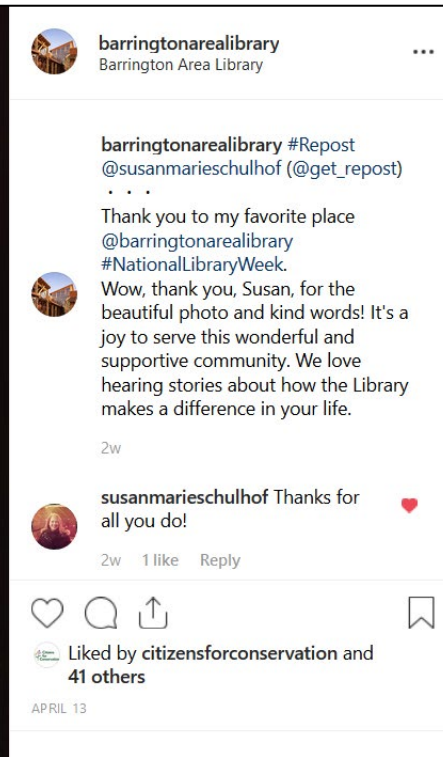 barringtonarealibrary
Barrington Area Library
barringtonarealibrary #Repost
@susanmarieschulhof (@get_repost)
・・・
Thank you to my favorite place
@barringtonarealibrary
#NationalLibraryWeek.
Wow, thank you, Susan, for the
beautiful photo and kind words! It's a
joy to serve this wonderful and
supportive community. We love
hearing stories about how the Library
makes a difference in your life.
2w
susanmarieschulhof Thanks for
all you do!
2w 1 like Reply
Liked by citizensforconservation and
41 others
APRIL 13